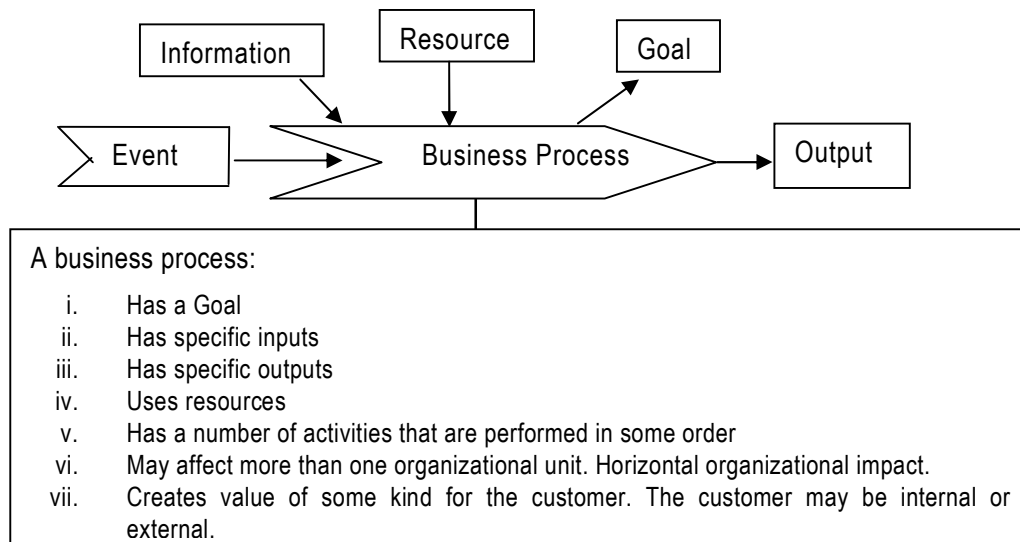 Information
Resource
Goal
Event
Business Process
Output
A business process:
i. Has a Goal
ii. Has specific inputs
iii. Has specific outputs
iv. Uses resources
v. Has a number of activities that are performed in some order
vi. May affect more than one organizational unit. Horizontal organizational impact.
vii. Creates value of some kind for the customer. The customer may be internal or
external.